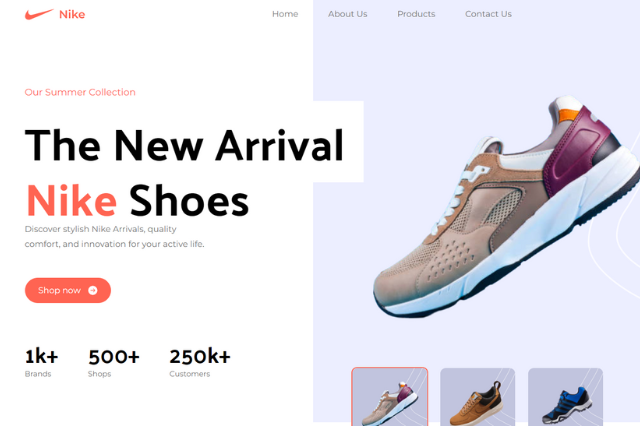 Nike
Home
About Us
Products
Contact Us
Our Summer Collection
The New Arrival
Nike Shoes
Discover stylish Nike Arrivals, quality
comfort, and innovation for your active life.
Shop now
1k+
Brands
500+
Shops
250k+
Customers